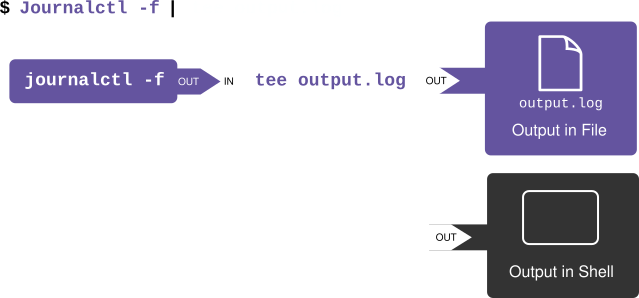 $ Journalctl -f |
journalctl -f OUT IN tee output.log OUT
output.log
Output in File
OUT
Output in Shell